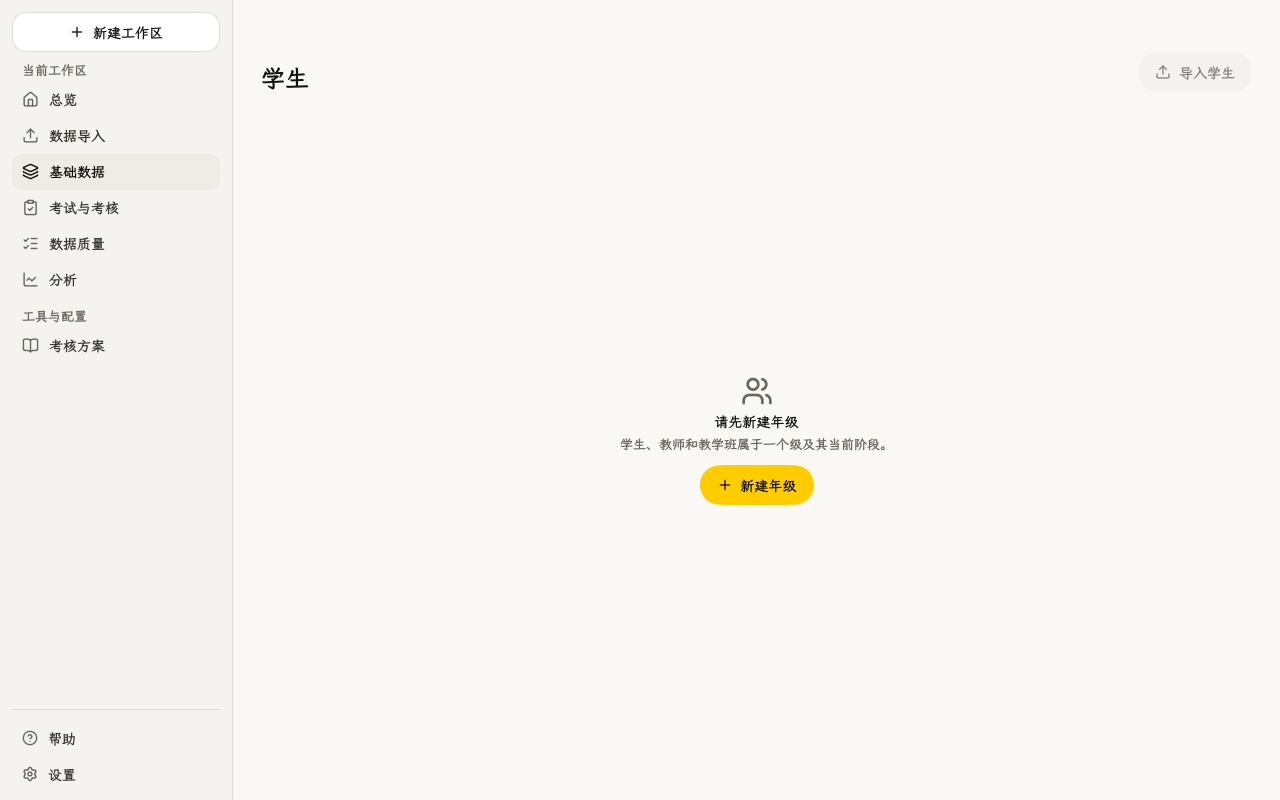 新建工作区
当前工作区
总览
数据导入
基础数据
考试与考核
数据质量
分析
工具与配置
考核方案
帮助
设置
学生
导入学生
请先新建年级
学生、教师和教学班属于一个级及其当前阶段。
新建年级